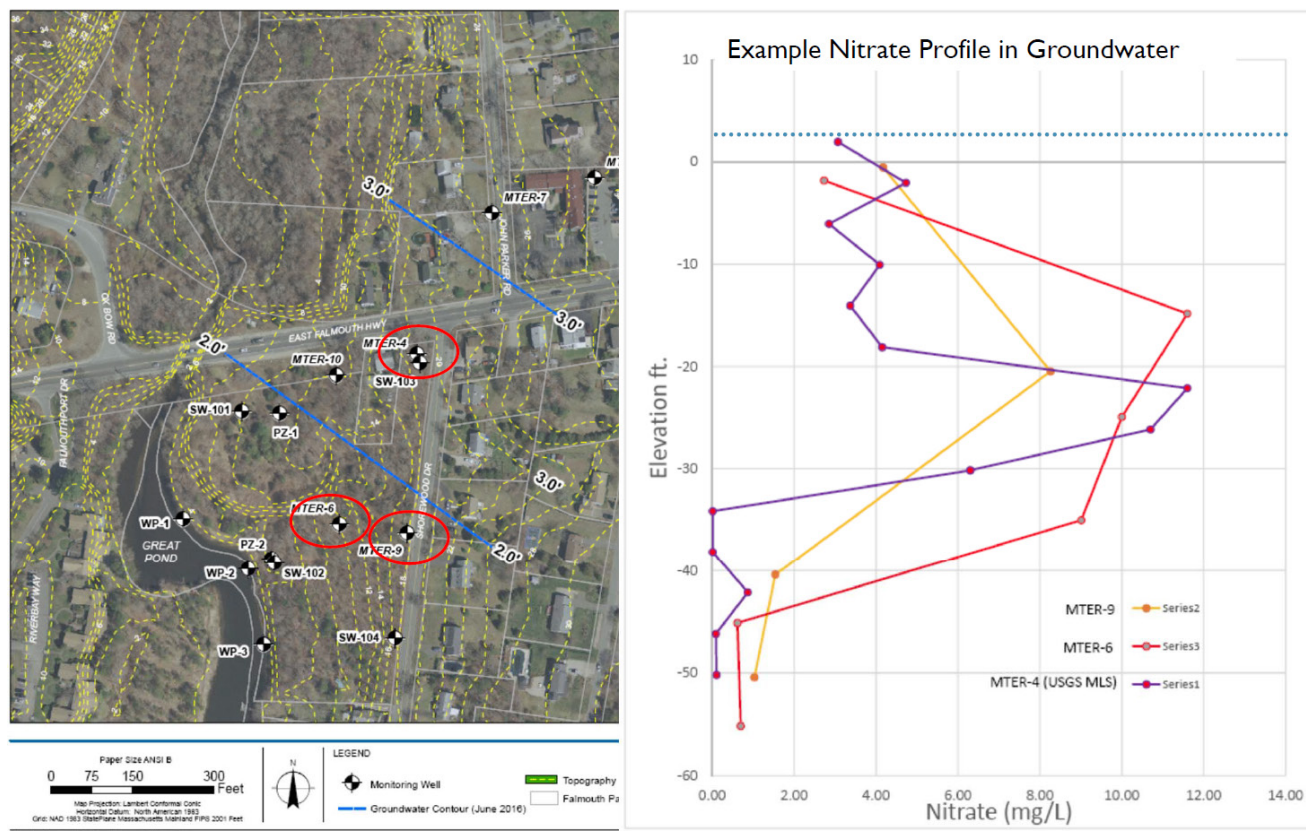 3.0'
MTER-7
JOHN PARKER RD
OX BOW RD
EAST FALMOUTH HWY
3.0'
2.0'
MTER-4
MTER-10
SW-103
FALMOUTHPORT DR
SW-101
PZ-1
SHOREWOOD DR
3.0'
MTER-6
WP-1
GREAT
POND
MTER-9
2.0'
PZ-2
WP-2
SW-102
RIVERBAY WAY
SW-104
WP-3
Paper Size ANSI B
0 75 150 300
Feet
Map Projection: Lambert Conformal Conic
Horizontal Datum: North American 1983
Grid: NAD 1983 StatePlane Massachusetts Mainland FIPS 2001 Feet
N
LEGEND
Monitoring Well
Groundwater Contour (June 2016)
Topography
Falmouth Pa
Example Nitrate Profile in Groundwater
10
0
-10
-20
-30
-40
-50
-60
Elevation ft.
MTER-9 Series2
MTER-6 Series3
MTER-4 (USGS MLS) Series1
0.00 2.00 4.00 6.00 8.00 10.00 12.00 14.00
Nitrate (mg/L)